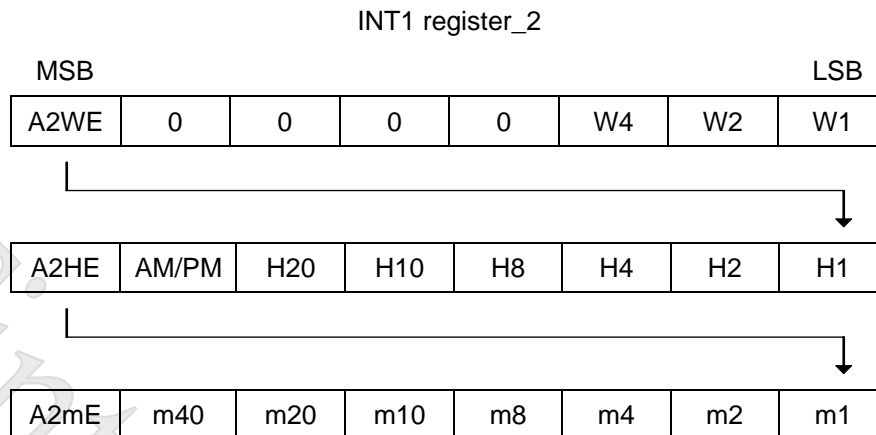 INT1 register_2
MSB LSB
A2WE 0 0 0 0 W4 W2 W1
A2HE AM/PM H20 H10 H8 H4 H2 H1
A2mE m40 m20 m10 m8 m4 m2 m1